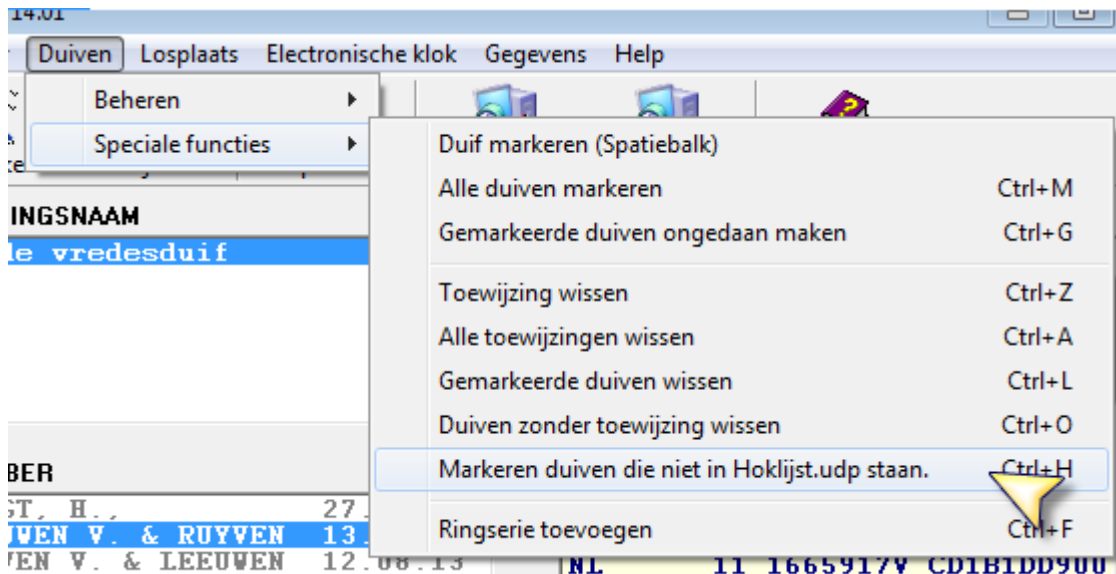 14.01
Duiven Losplaats Electronische klok Gegevens Help
Beheren
Speciale functies
Duif markeren (Spatiebalk)
Alle duiven markeren Ctrl+M
Gemarkeerde duiven ongedaan maken Ctrl+G
Toewijzing wissen Ctrl+Z
Alle toewijzingen wissen Ctrl+A
Gemarkeerde duiven wissen Ctrl+L
Duiven zonder toewijzing wissen Ctrl+O
Markeren duiven die niet in Hoklijst.udp staan. Ctrl+H
Ringserie toevoegen Ctrl+F
INGSNAAM
le vredesduif
BER
GT, H., 27.
UWEN V. & RUYVEN 13.
VEN V. & LEEUWEN 12.08.13
NL 11 1665917V CD1B1DD900